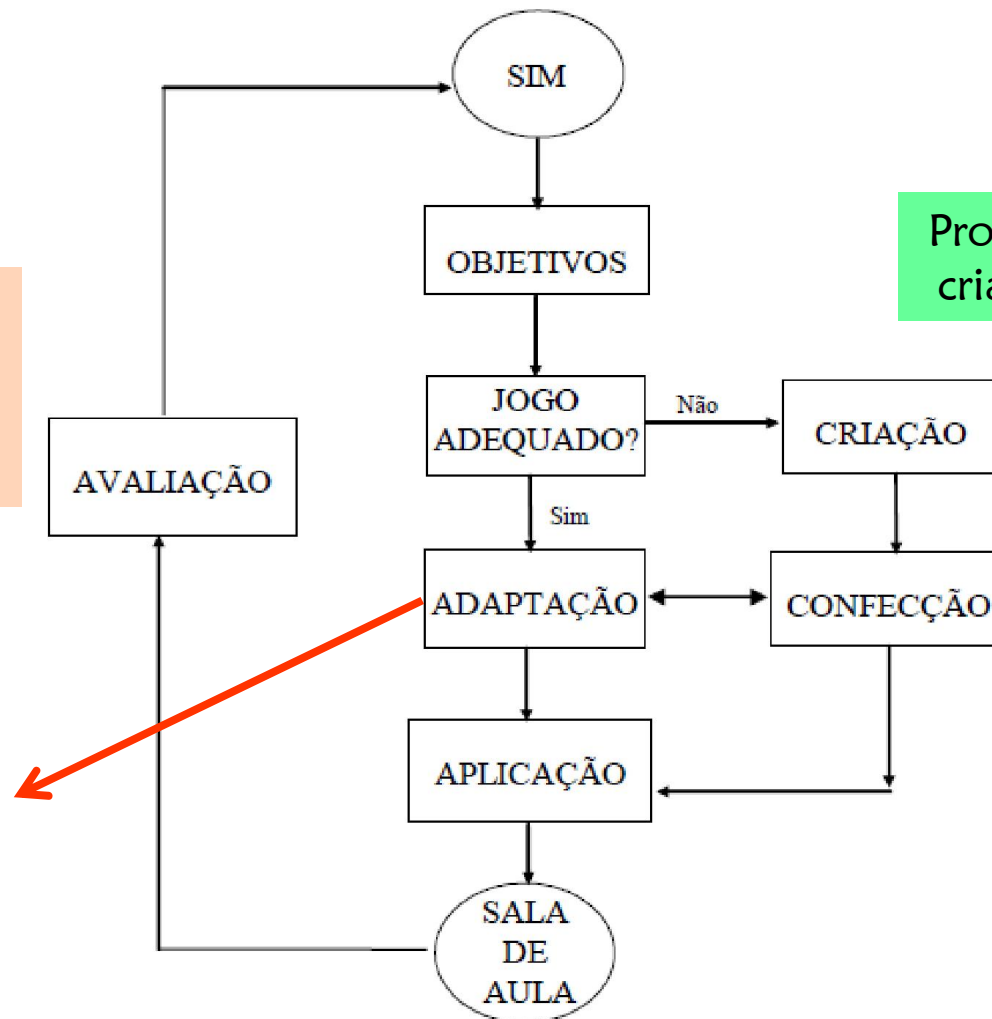 SIM
OBJETIVOS
JOGO
ADEQUADO?
Não
CRIAÇÃO
AVALIAÇÃO
Sim
ADAPTAÇÃO
CONFECÇÃO
APLICAÇÃO
SALA
DE
AULA